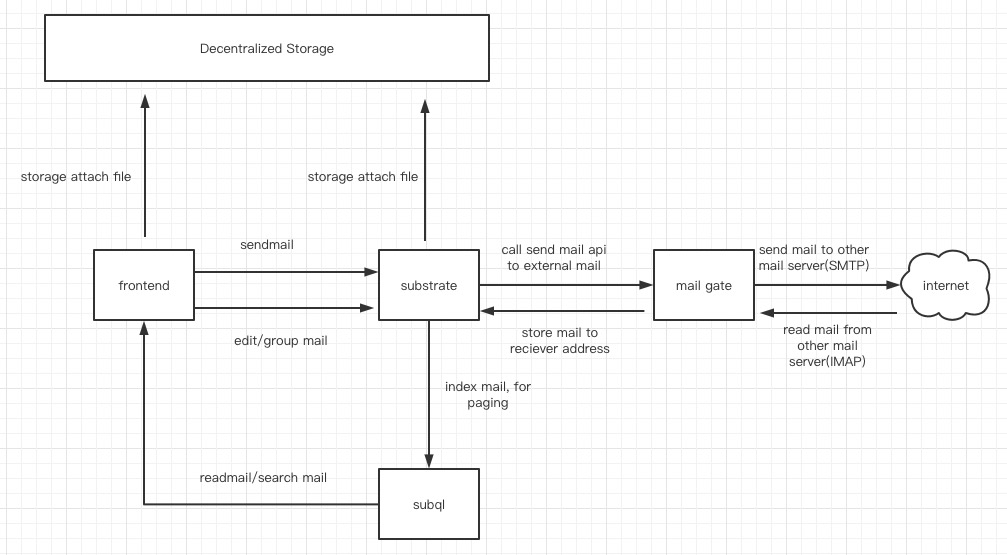 Decentralized Storage
storage attach file
storage attach file
sendmail
call send mail api
to external mail
send mail to other
mail server(SMTP)
frontend
substrate
mail gate
internet
edit/group mail
store mail to
reciever address
read mail from
other mail
server(IMAP)
index mail, for
paging
readmail/search mail
subql